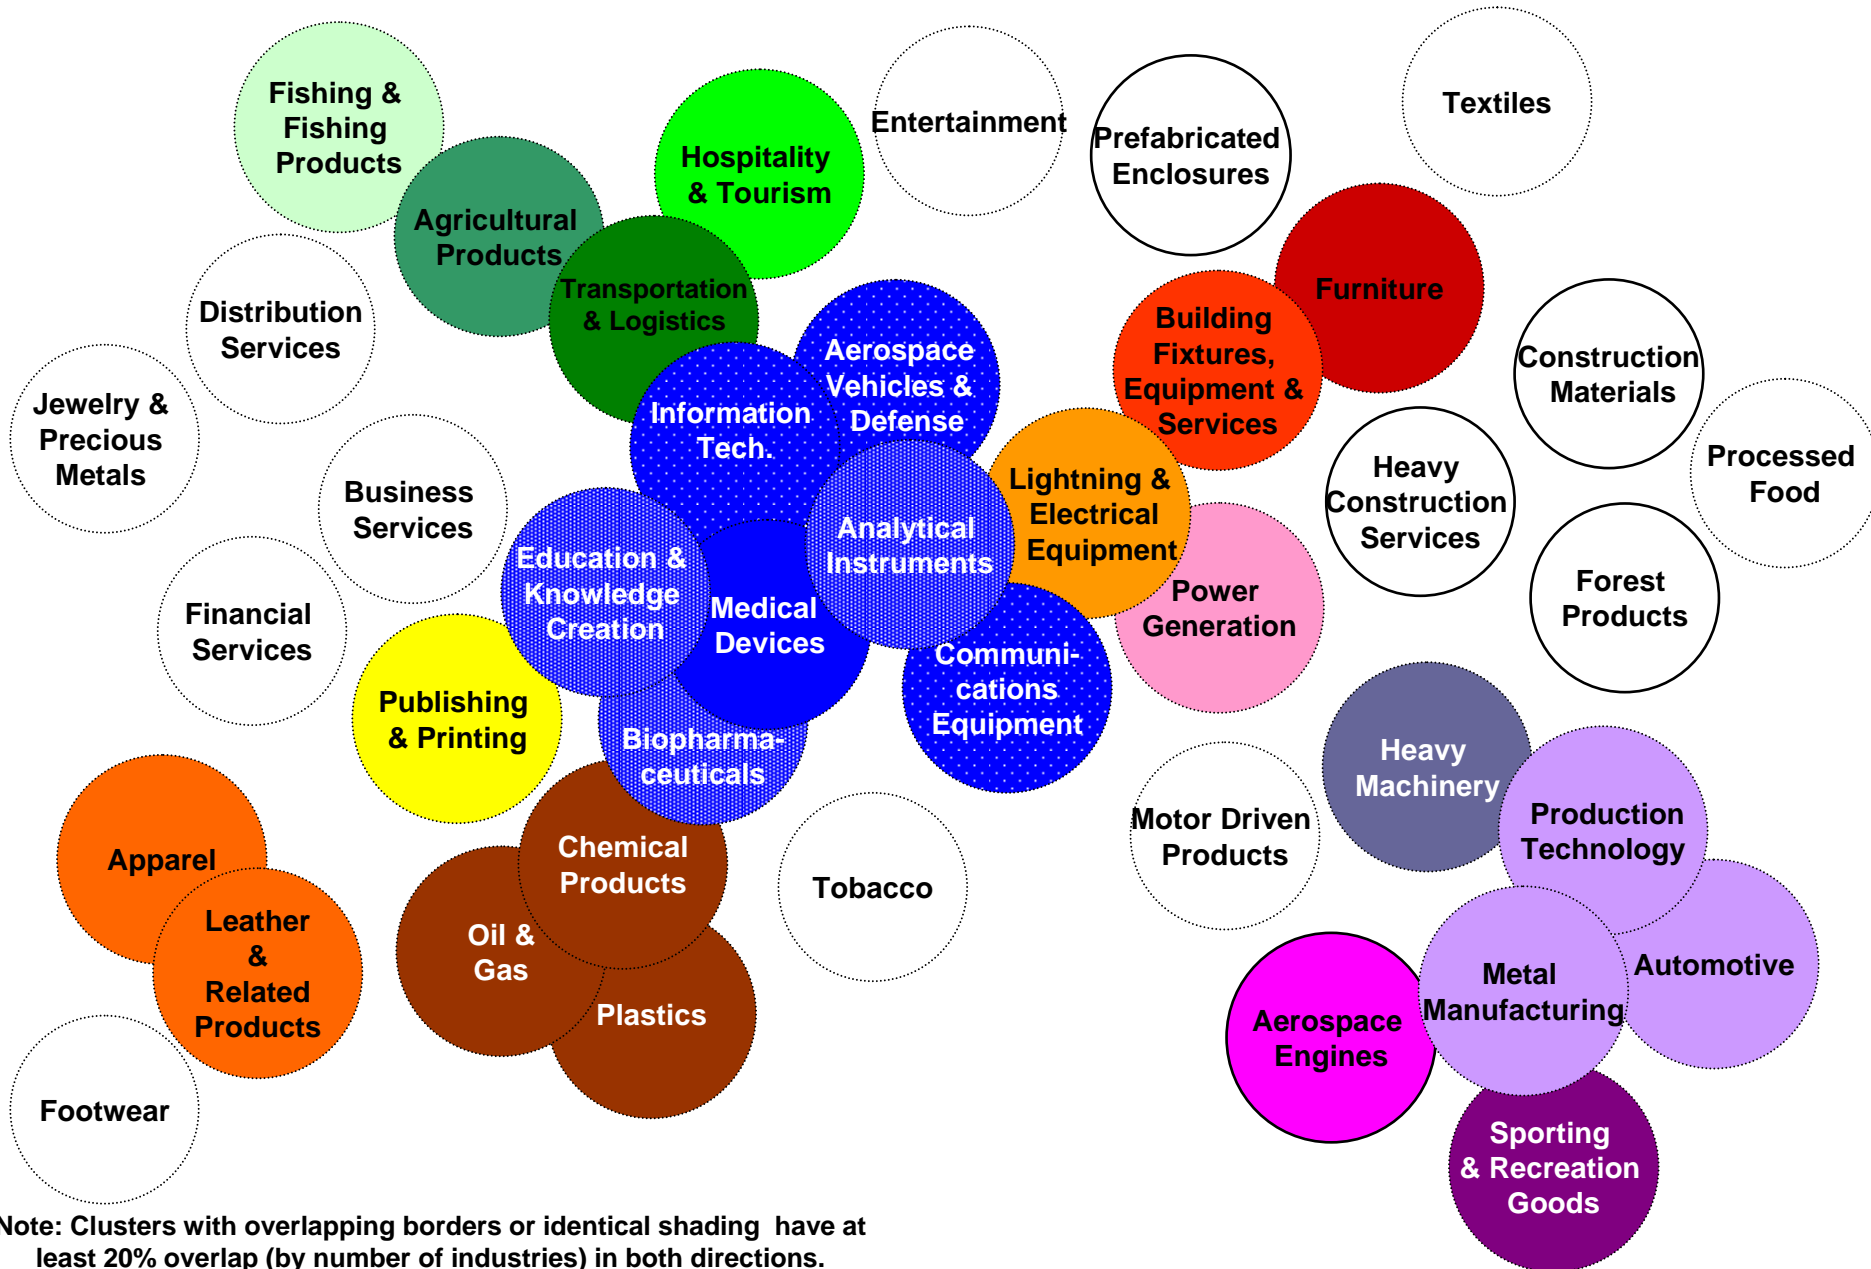 Fishing &
Fishing
Products
Entertainment
Prefabricated
Enclosures
Textiles
Hospitality
& Tourism
Agricultural
Products
Transportation
& Logistics
Furniture
Distribution
Services
Building
Fixtures,
Equipment &
Services
Aerospace
Vehicles &
Defense
Construction
Materials
Jewelry &
Precious
Metals
Information
Tech.
Processed
Food
Business
Services
Lightning &
Electrical
Equipment
Heavy
Construction
Services
Analytical
Instruments
Education &
Knowledge
Creation
Financial
Services
Medical
Devices
Power
Generation
Forest
Products
Communi-
cations
Equipment
Publishing
& Printing
Biopharma-
ceuticals
Heavy
Machinery
Production
Technology
Motor Driven
Products
Apparel
Chemical
Products
Tobacco
Leather
&
Related
Products
Oil &
Gas
Plastics
Metal
Manufacturing
Automotive
Aerospace
Engines
Footwear
Sporting
& Recreation
Goods
Note: Clusters with overlapping borders or identical shading have at
least 20% overlap (by number of industries) in both directions.